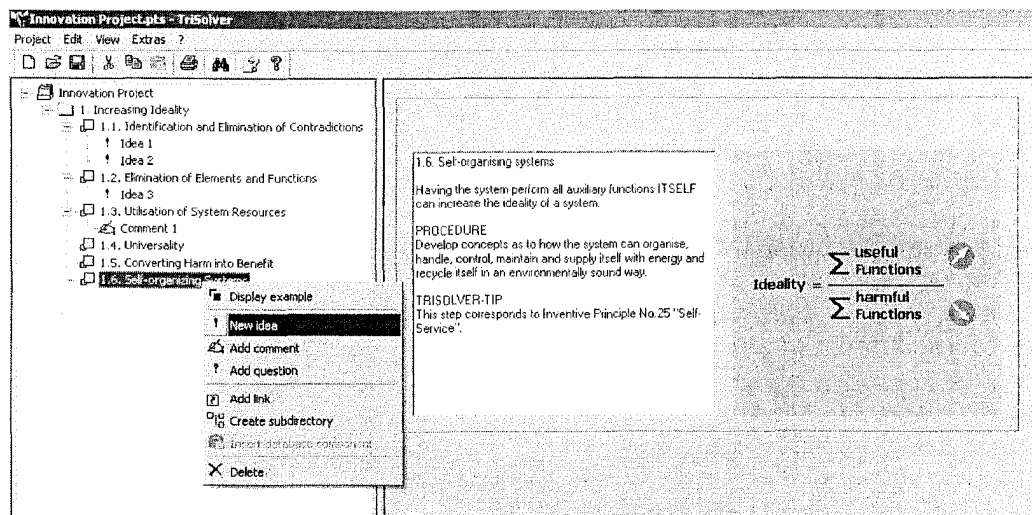 Innovation Project.pts - TriSolver
Project Edit View Extras ?
Innovation Project
1. Increasing Ideality
1.1. Identification and Elimination of Contradictions
Idea 1
Idea 2
1.2. Elimination of Elements and Functions
Idea 3
1.3. Utilisation of System Resources
Comment 1
1.4. Universality
1.5. Converting Harm into Benefit
1.6. Self-organising Systems
Display example
New idea
Add comment
Add question
Add link
Create subdirectory
Insert database component
Delete
1.6. Self-organising systems
Having the system perform all auxiliary functions ITSELF
can increase the ideality of a system.
PROCEDURE
Develop concepts as to how the system can organise,
handle, control, maintain and supply itself with energy and
recycle itself in an environmentally sound way.
TRISOLVER-TIP
This step corresponds to Inventive Principle No.25 "Self-
Service".
Ideality = ∑ useful Functions
∑ harmful Functions